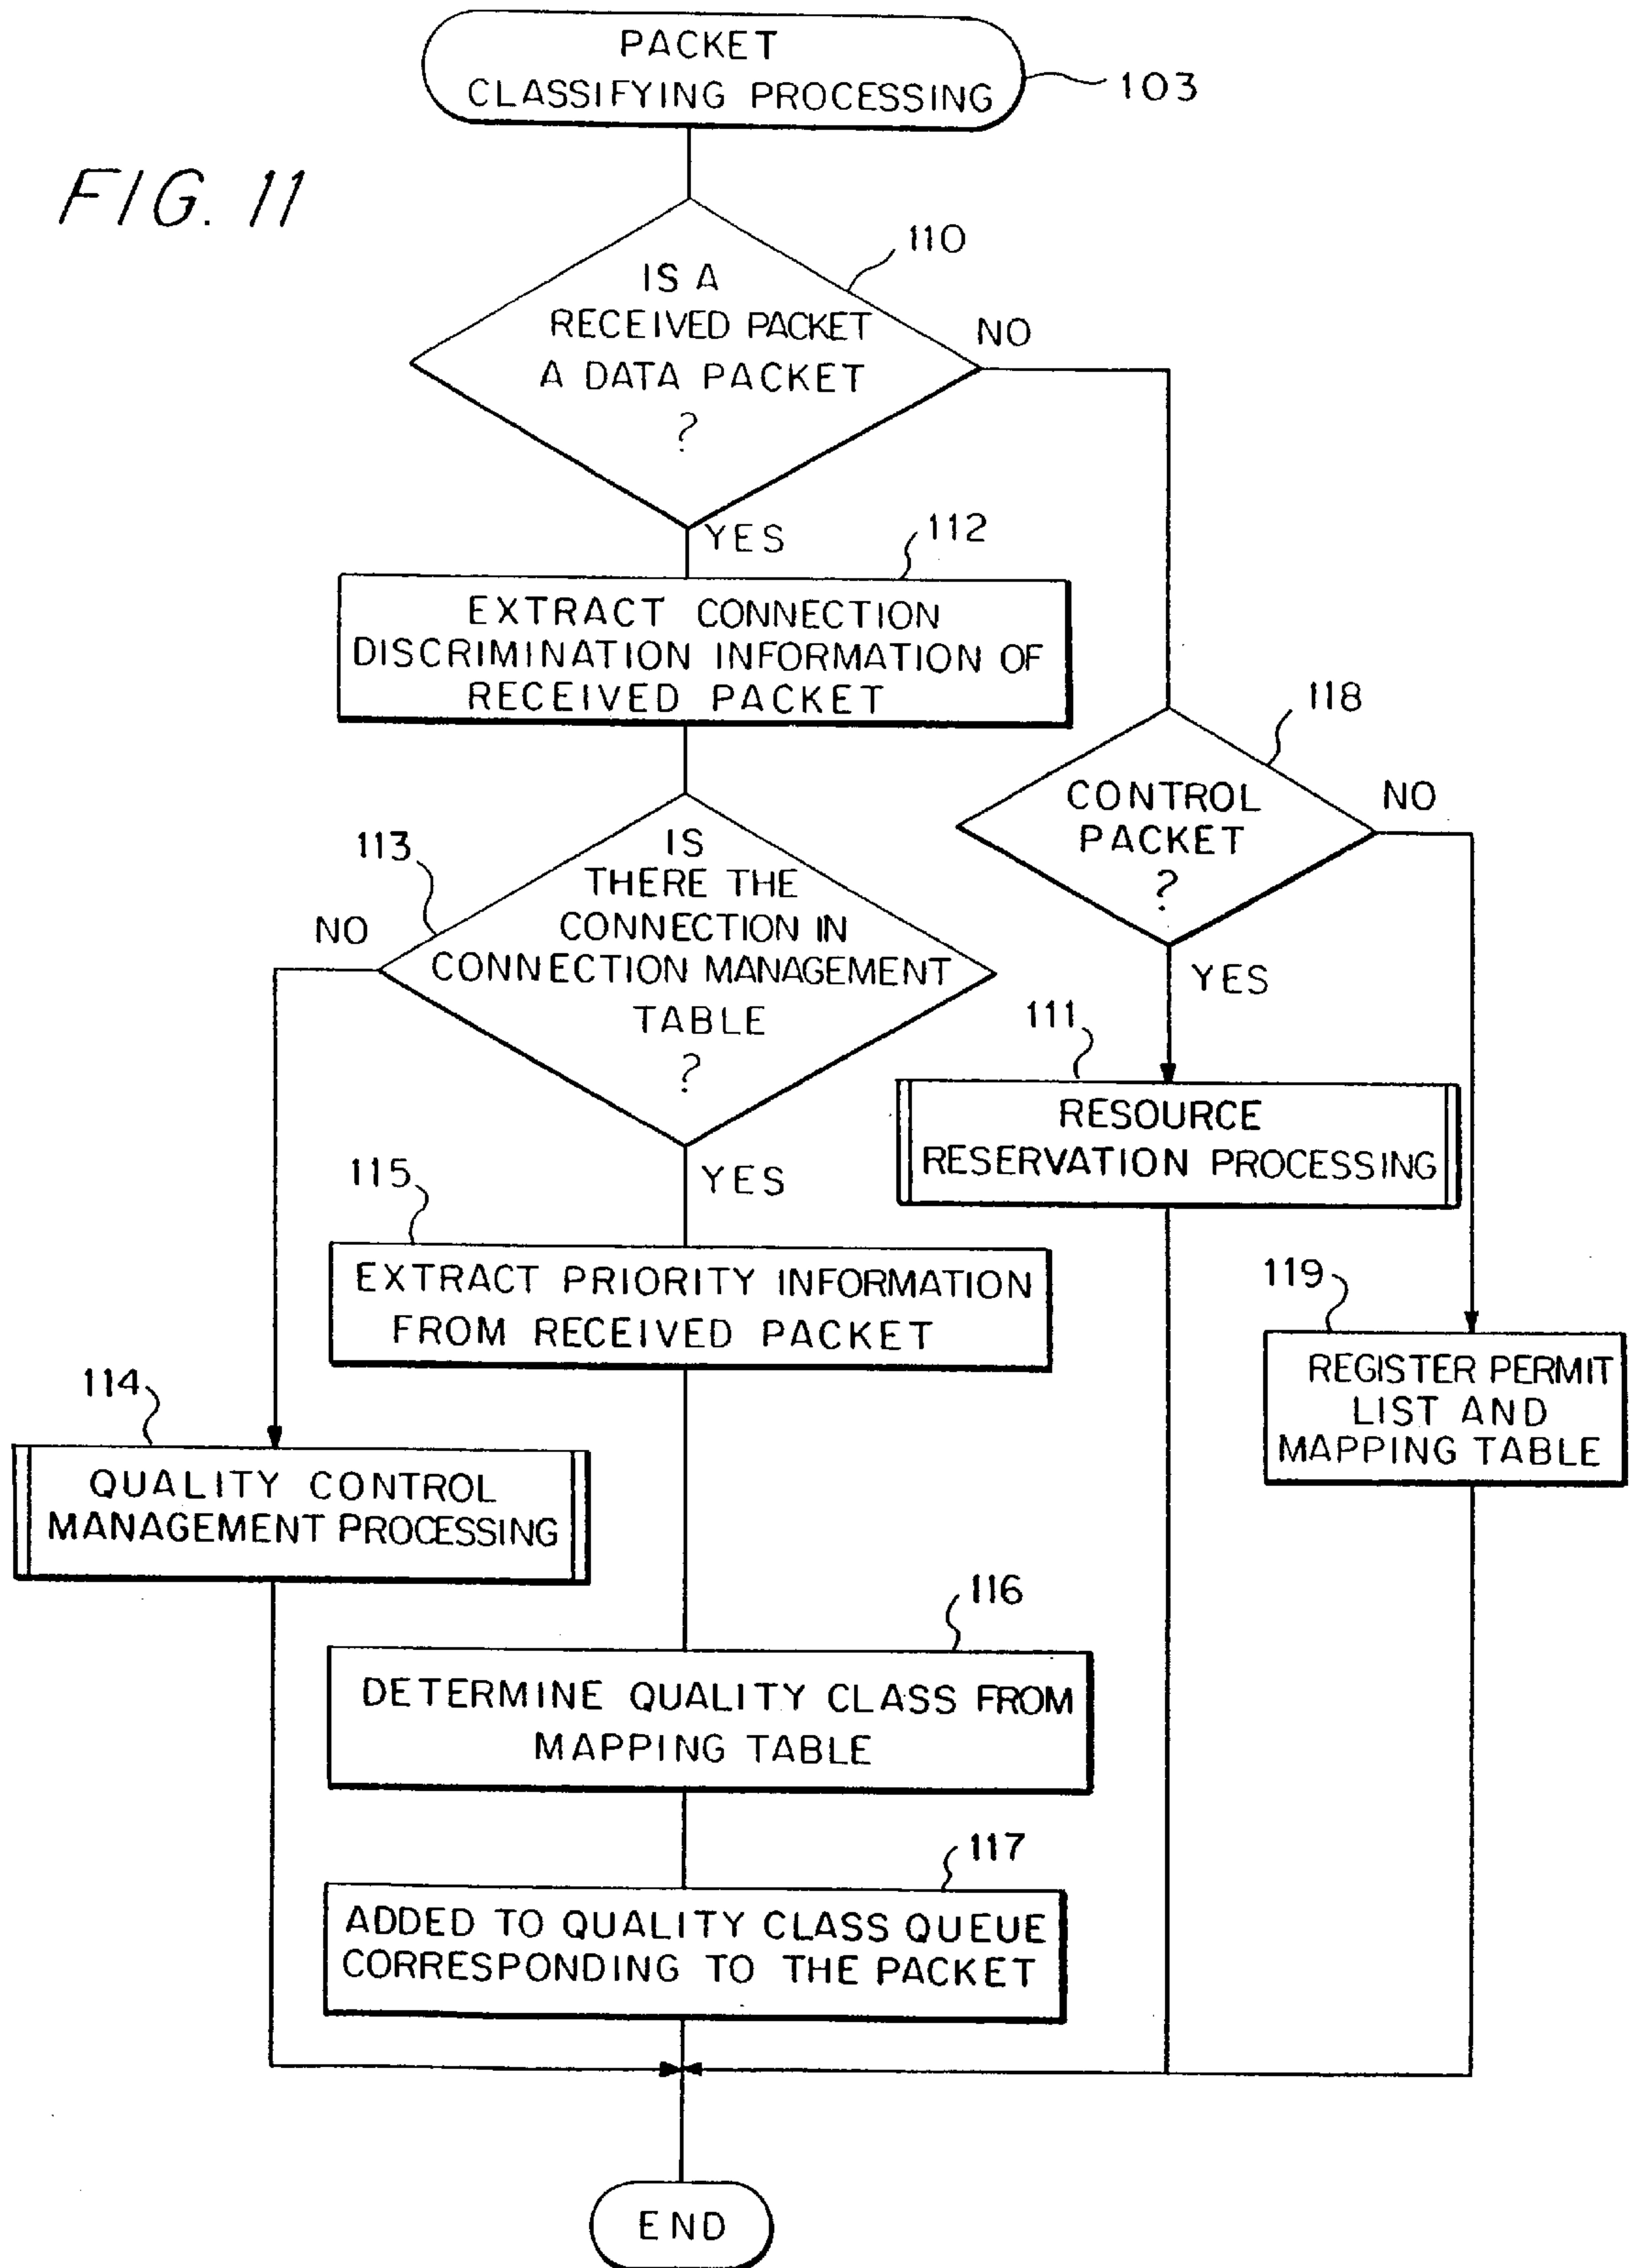 PACKET
CLASSIFYING PROCESSING
103
FIG. 11
110
IS A
RECEIVED PACKET
A DATA PACKET
?
NO
YES
112
EXTRACT CONNECTION
DISCRIMINATION INFORMATION OF
RECEIVED PACKET
118
CONTROL
PACKET
?
NO
YES
113
IS
THERE THE
CONNECTION IN
CONNECTION MANAGEMENT
TABLE
?
NO
YES
111
RESOURCE
RESERVATION PROCESSING
115
EXTRACT PRIORITY INFORMATION
FROM RECEIVED PACKET
119
REGISTER PERMIT
LIST AND
MAPPING TABLE
114
QUALITY CONTROL
MANAGEMENT PROCESSING
116
DETERMINE QUALITY CLASS FROM
MAPPING TABLE
117
ADDED TO QUALITY CLASS QUEUE
CORRESPONDING TO THE PACKET
END